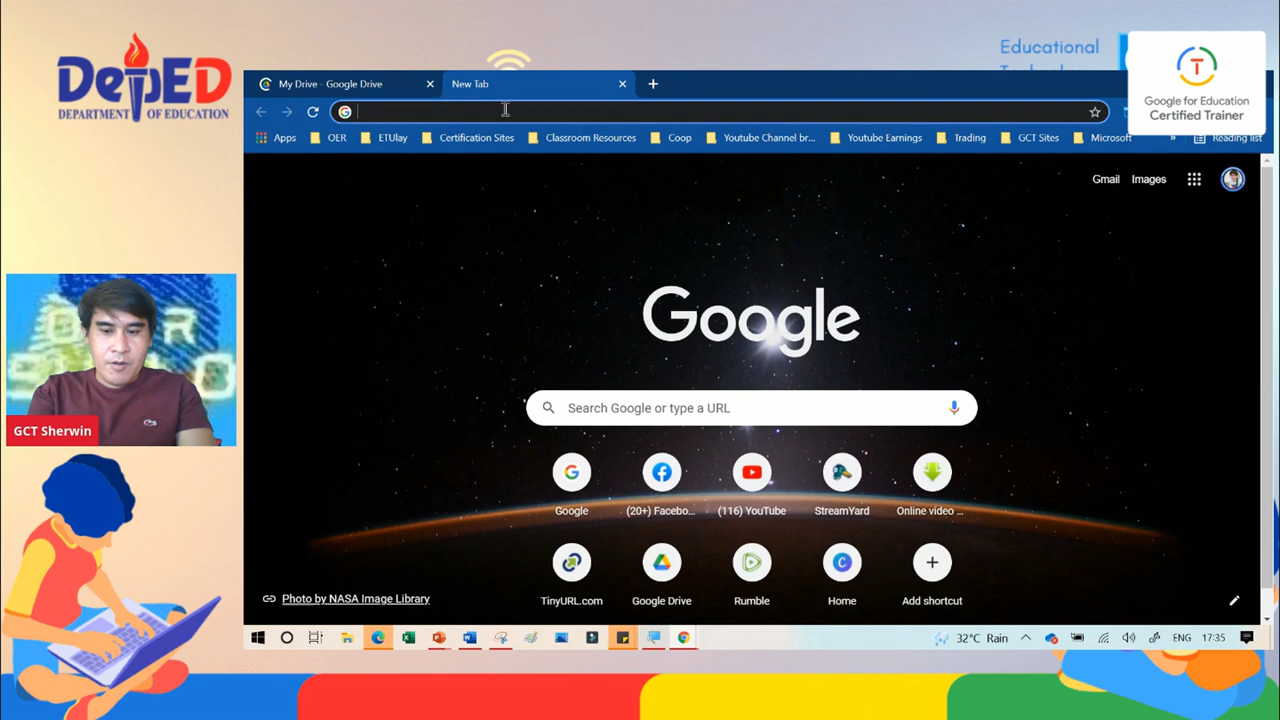 DepED
DEPARTMENT OF EDUCATION
Educational
Google for Education
Certified Trainer
My Drive - Google Drive
New Tab
Apps
OER
ETUlay
Certification Sites
Classroom Resources
Coop
Youtube Channel br...
Youtube Earnings
Trading
GCT Sites
Microsoft
»
Reading list
Gmail
Images
Google
Search Google or type a URL
Google
(20+) Facebo...
(116) YouTube
StreamYard
Online video ...
TinyURL.com
Google Drive
Rumble
Home
Add shortcut
Photo by NASA Image Library
32°C Rain
ENG
17:35
GCT Sherwin